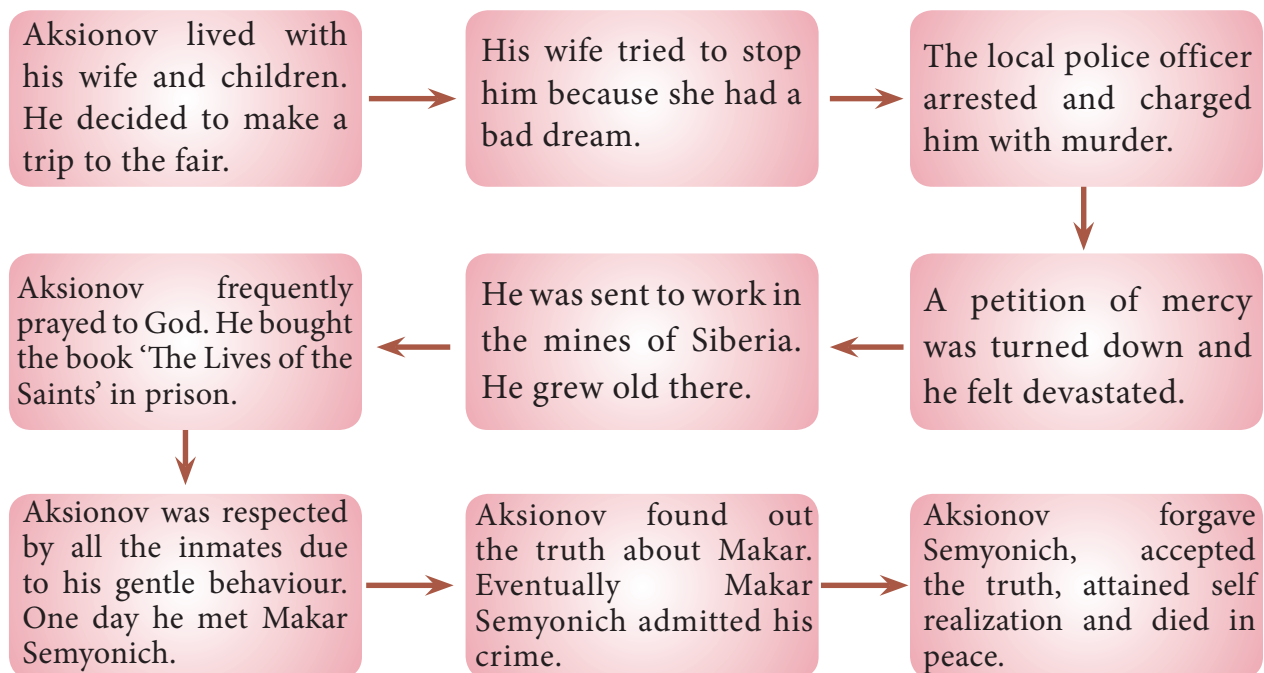 Aksionov lived with
his wife and children.
He decided to make a
trip to the fair.
His wife tried to stop
him because she had a
bad dream.
The local police officer
arrested and charged
him with murder.
A petition of mercy
was turned down and
he felt devastated.
He was sent to work in
the mines of Siberia.
He grew old there.
Aksionov frequently
prayed to God. He bought
the book ‘The Lives of the
Saints’ in prison.
Aksionov was respected
by all the inmates due
to his gentle behaviour.
One day he met Makar
Semyonich.
Aksionov found out
the truth about Makar.
Eventually Makar
Semyonich admitted his
crime.
Aksionov forgave
Semyonich, accepted
the truth, attained self
realization and died in
peace.